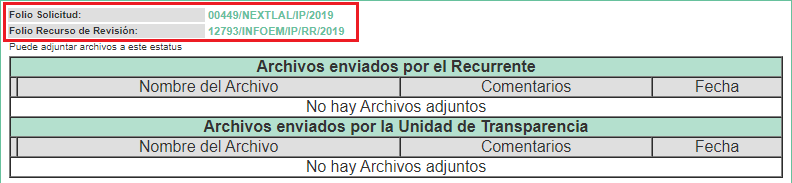 Folio Solicitud: 00449/NEXTLAL/IP/2019
Folio Recurso de Revisión: 12793/INFOEM/IP/RR/2019
Puede adjuntar archivos a este estatus
Archivos enviados por el Recurrente
Nombre del Archivo Comentarios Fecha
No hay Archivos adjuntos
Archivos enviados por la Unidad de Transparencia
Nombre del Archivo Comentarios Fecha
No hay Archivos adjuntos